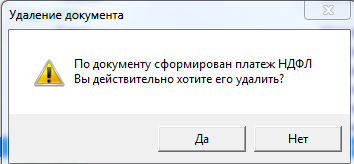 Удаление документа
По документу сформирован платеж НДФЛ
Вы действительно хотите его удалить?
Да
Нет